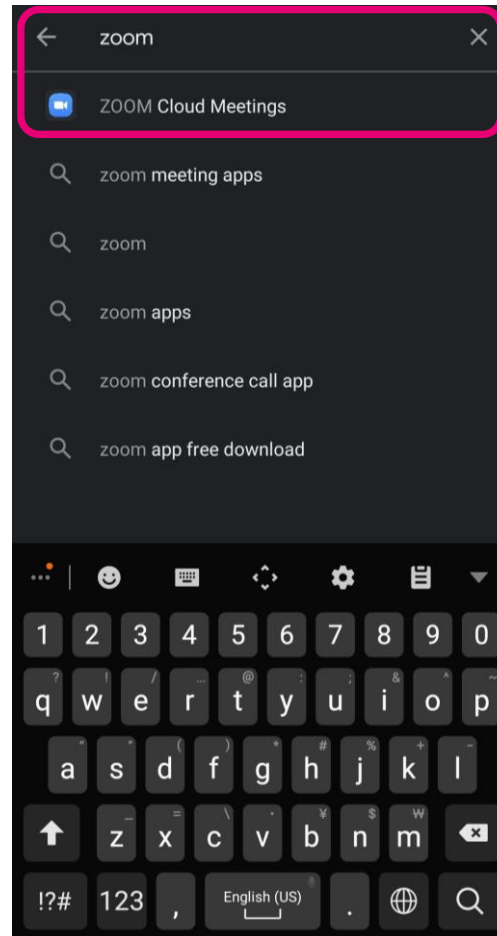 zoom
ZOOM Cloud Meetings
zoom meeting apps
zoom
zoom apps
zoom conference call app
zoom app free download
1 2 3 4 5 6 7 8 9 0
? ! / ... @ : ; & ^ ~
q w e r t y u i o p
( ) * # % + -
a s d f g h j k l
_ = \ · ¥ $ ₩
z x c v b n m
!?# 123 , English (US) .